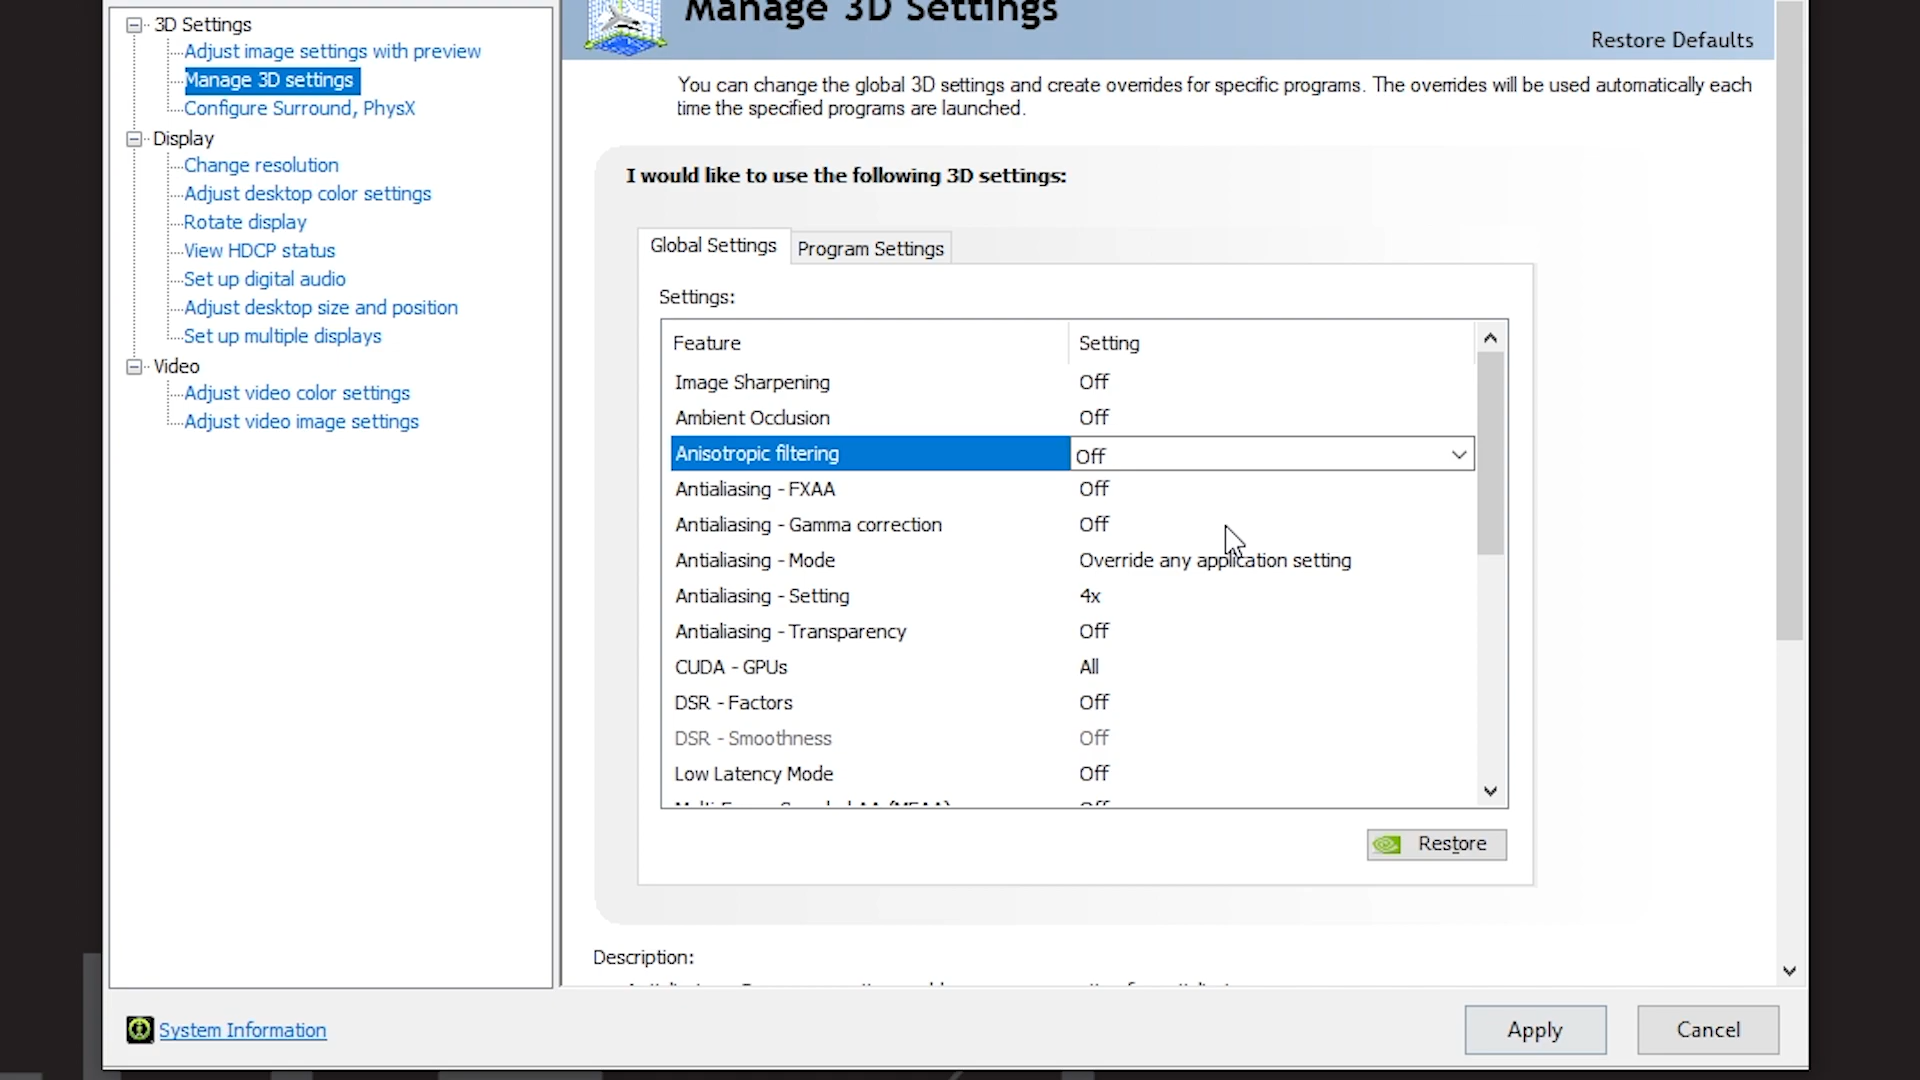 3D Settings
Adjust image settings with preview
Manage 3D settings
Configure Surround, PhysX
Display
Change resolution
Adjust desktop color settings
Rotate display
View HDCP status
Set up digital audio
Adjust desktop size and position
Set up multiple displays
Video
Adjust video color settings
Adjust video image settings
System Information
Manage 3D Settings
Restore Defaults
You can change the global 3D settings and create overrides for specific programs. The overrides will be used automatically each
time the specified programs are launched.
I would like to use the following 3D settings:
Global Settings
Program Settings
Settings:
Feature Setting
Image Sharpening Off
Ambient Occlusion Off
Anisotropic filtering Off
Antialiasing - FXAA Off
Antialiasing - Gamma correction Off
Antialiasing - Mode Override any application setting
Antialiasing - Setting 4x
Antialiasing - Transparency Off
CUDA - GPUs All
DSR - Factors Off
DSR - Smoothness Off
Low Latency Mode Off
Restore
Description:
Apply
Cancel